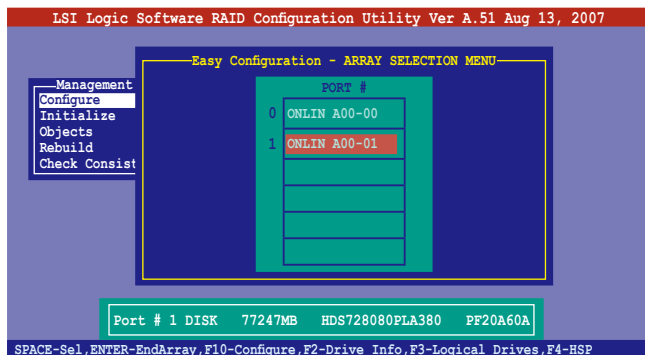 LSI Logic Software RAID Configuration Utility Ver A.51 Aug 13, 2007
Easy Configuration - ARRAY SELECTION MENU
Management
Configure
Initialize
Objects
Rebuild
Check Consist
PORT #
0 ONLIN A00-00
1 ONLIN A00-01
Port # 1 DISK 77247MB HDS728080PLA380 PF20A60A
SPACE-Sel,ENTER-EndArray,F10-Configure,F2-Drive Info,F3-Logical Drives,F4-HSP